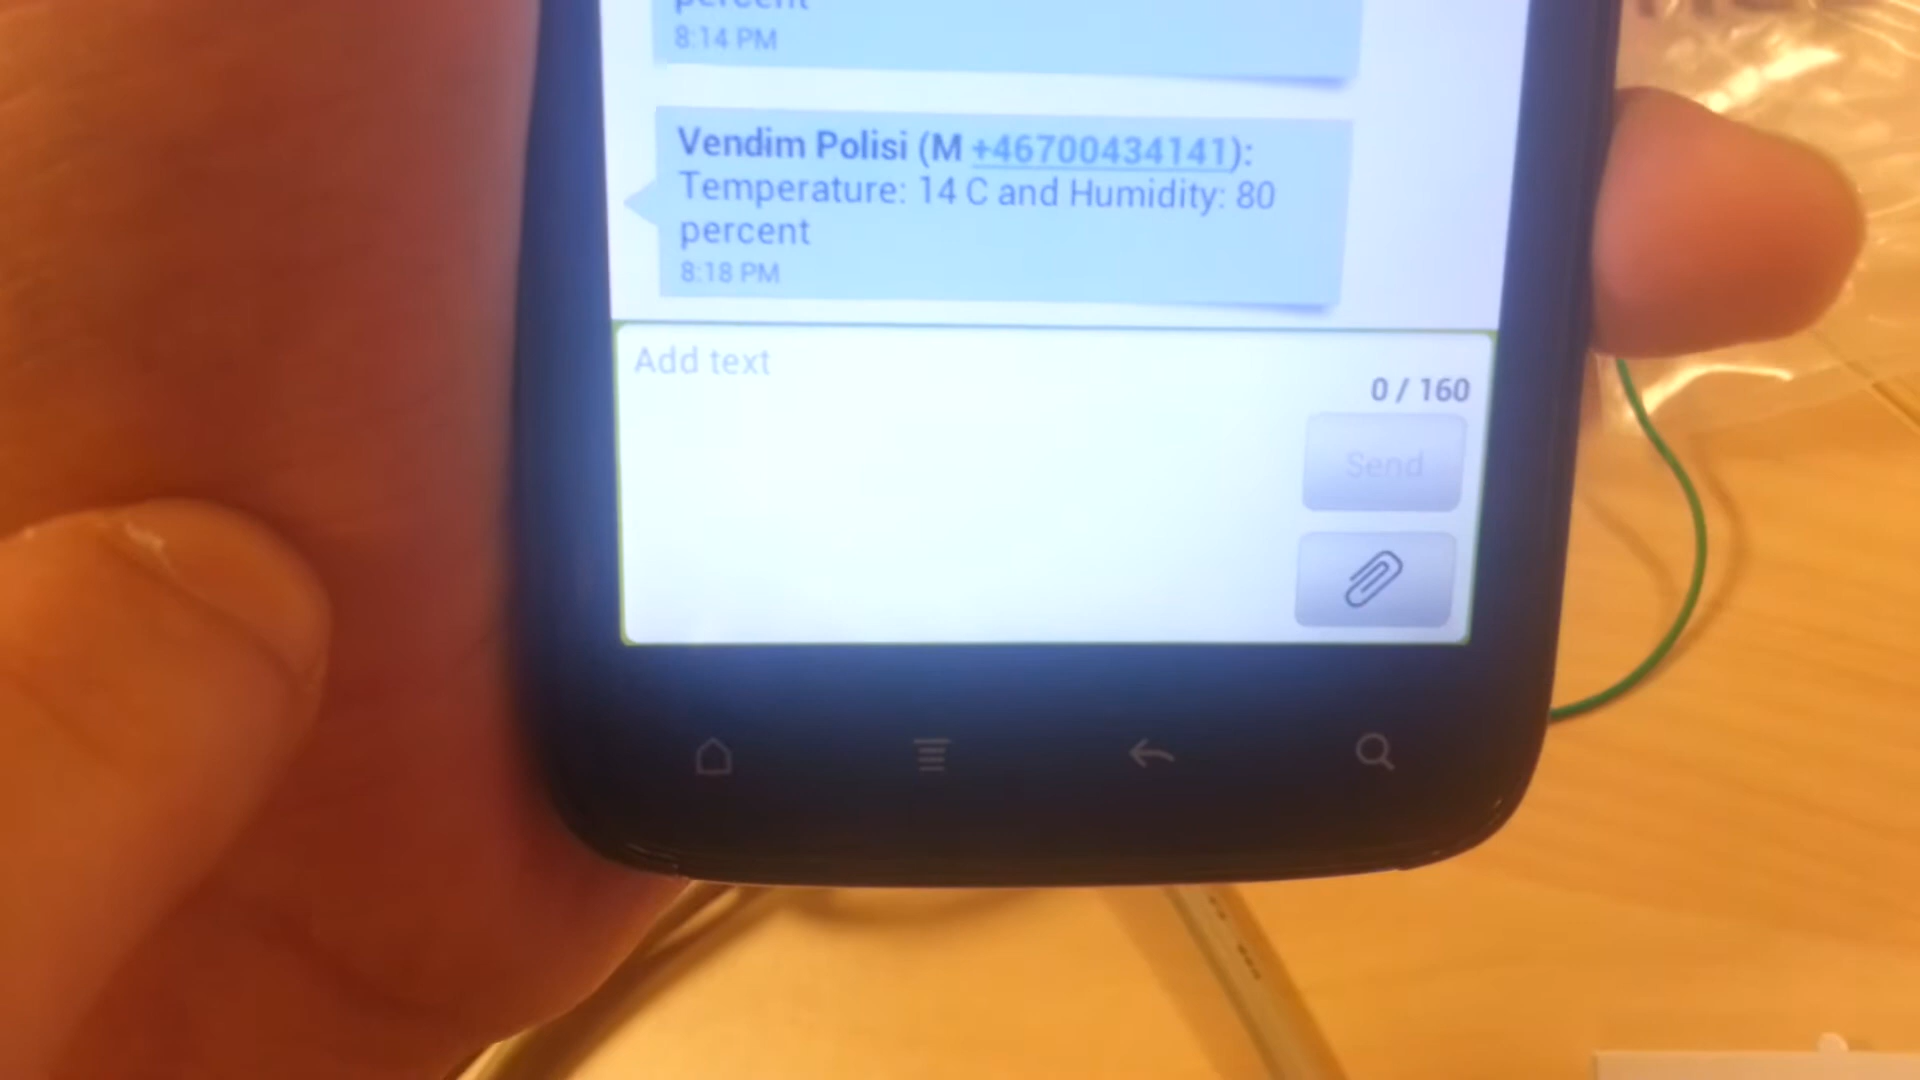 percent
8:14 PM
Vendim Polisi (M +46700434141):
Temperature: 14 C and Humidity: 80
percent
8:18 PM
Add text
0 / 160
Send